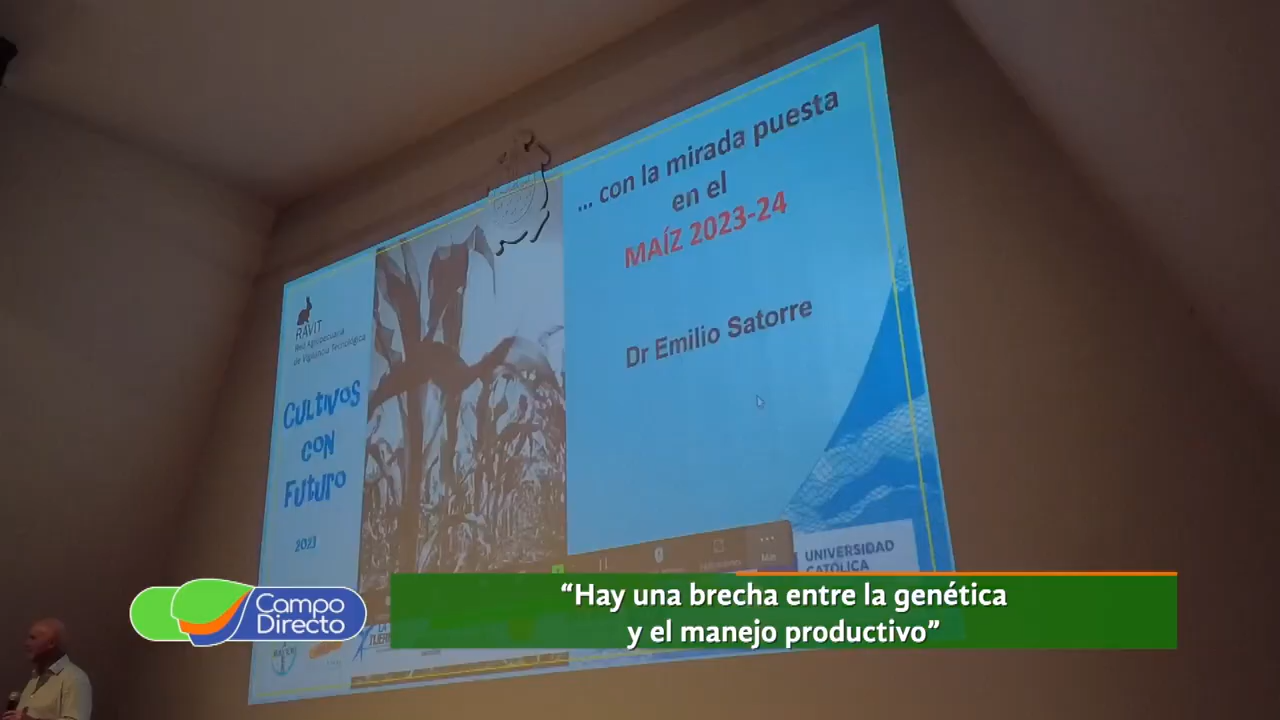 ... con la mirada puesta
en el
MAÍZ 2023-24
Dr Emilio Satorre
RAVIT
Red Agropecuaria
de Vigilancia Tecnológica
CULTIVOS
CON
FUTURO
2023
UNIVERSIDAD
CATÓLICA
Campo
Directo
“Hay una brecha entre la genética
y el manejo productivo”